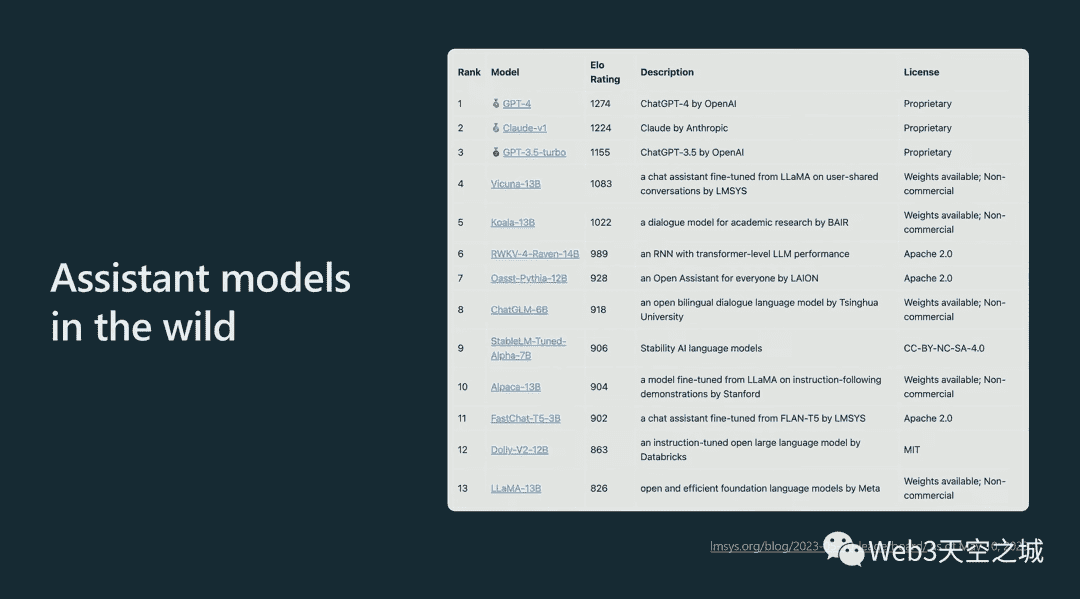 Assistant models
in the wild
Rank Model Elo Rating Description License
1 GPT-4 1274 ChatGPT-4 by OpenAI Proprietary
2 Claude-v1 1224 Claude by Anthropic Proprietary
3 GPT-3.5-turbo 1155 ChatGPT-3.5 by OpenAI Proprietary
4 Vicuna-13B 1083 a chat assistant fine-tuned from LLaMA on user-shared conversations by LMSYS Weights available; Non-commercial
5 Koala-13B 1022 a dialogue model for academic research by BAIR Weights available; Non-commercial
6 RWKV-4-Raven-14B 989 an RNN with transformer-level LLM performance Apache 2.0
7 Oasst-Pythia-12B 928 an Open Assistant for everyone by LAION Apache 2.0
8 ChatGLM-6B 918 an open bilingual dialogue language model by Tsinghua University Weights available; Non-commercial
9 StableLM-Tuned-Alpha-7B 906 Stability AI language models CC-BY-NC-SA-4.0
10 Alpaca-13B 904 a model fine-tuned from LLaMA on instruction-following demonstrations by Stanford Weights available; Non-commercial
11 FastChat-T5-3B 902 a chat assistant fine-tuned from FLAN-T5 by LMSYS Apache 2.0
12 Dolly-V2-12B 863 an instruction-tuned open large language model by Databricks MIT
13 LLaMA-13B 826 open and efficient foundation language models by Meta Weights available; Non-commercial
lmsys.org/blog/2023-
Web3天空之城